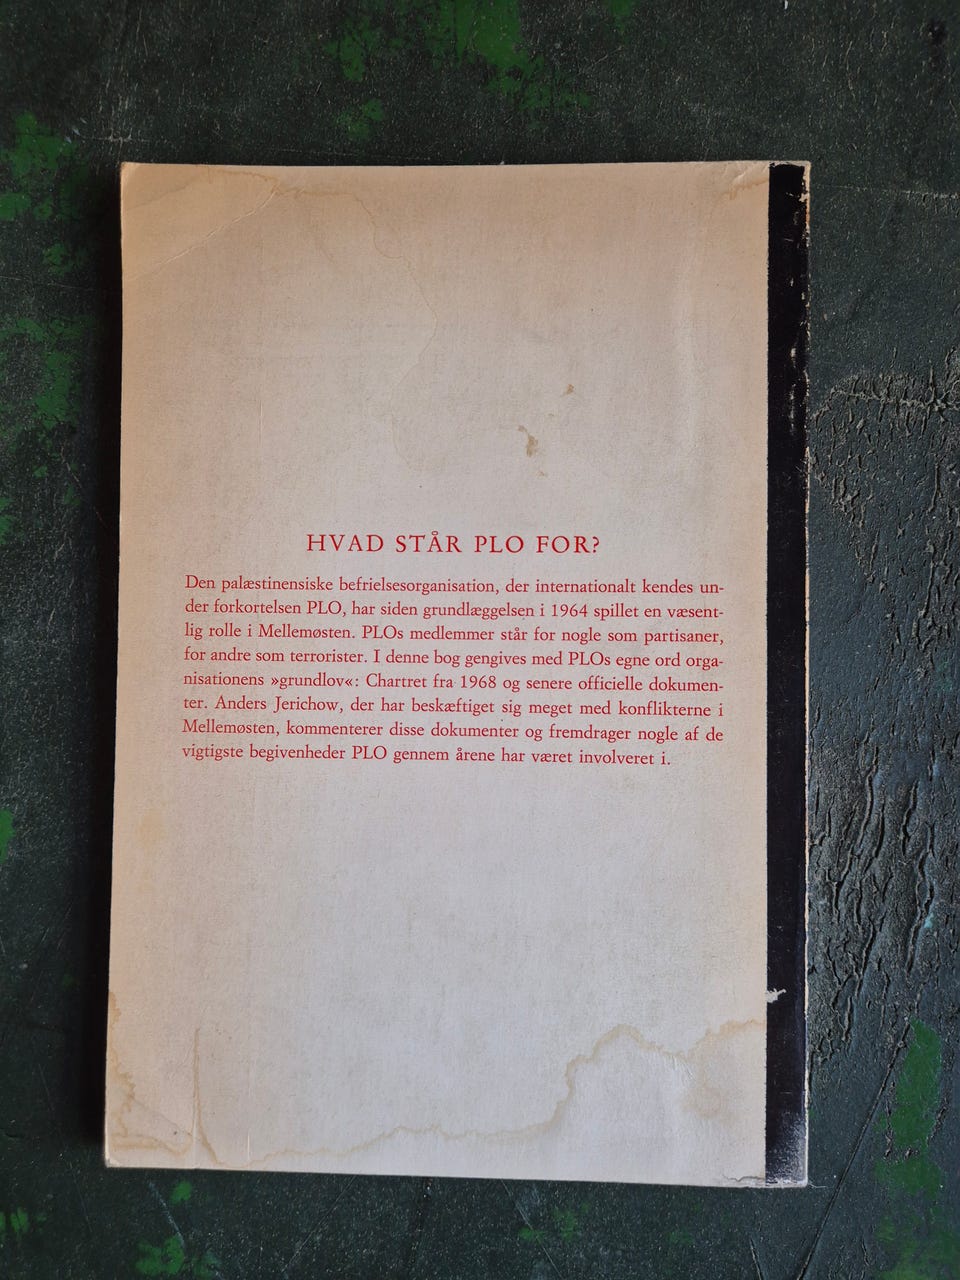 HVAD STÅR PLO FOR?
Den palæstinensiske befrielsesorganisation, der internationalt kendes un-
der forkortelsen PLO, har siden grundlæggelsen i 1964 spillet en væsent-
lig rolle i Mellemøsten. PLOs medlemmer står for nogle som partisaner,
for andre som terrorister. I denne bog gengives med PLOs egne ord orga-
nisationens »grundlov«: Chartret fra 1968 og senere officielle dokumen-
ter. Anders Jerichow, der har beskæftiget sig meget med konflikterne i
Mellemøsten, kommenterer disse dokumenter og fremdrager nogle af de
vigtigste begivenheder PLO gennem årene har været involveret i.